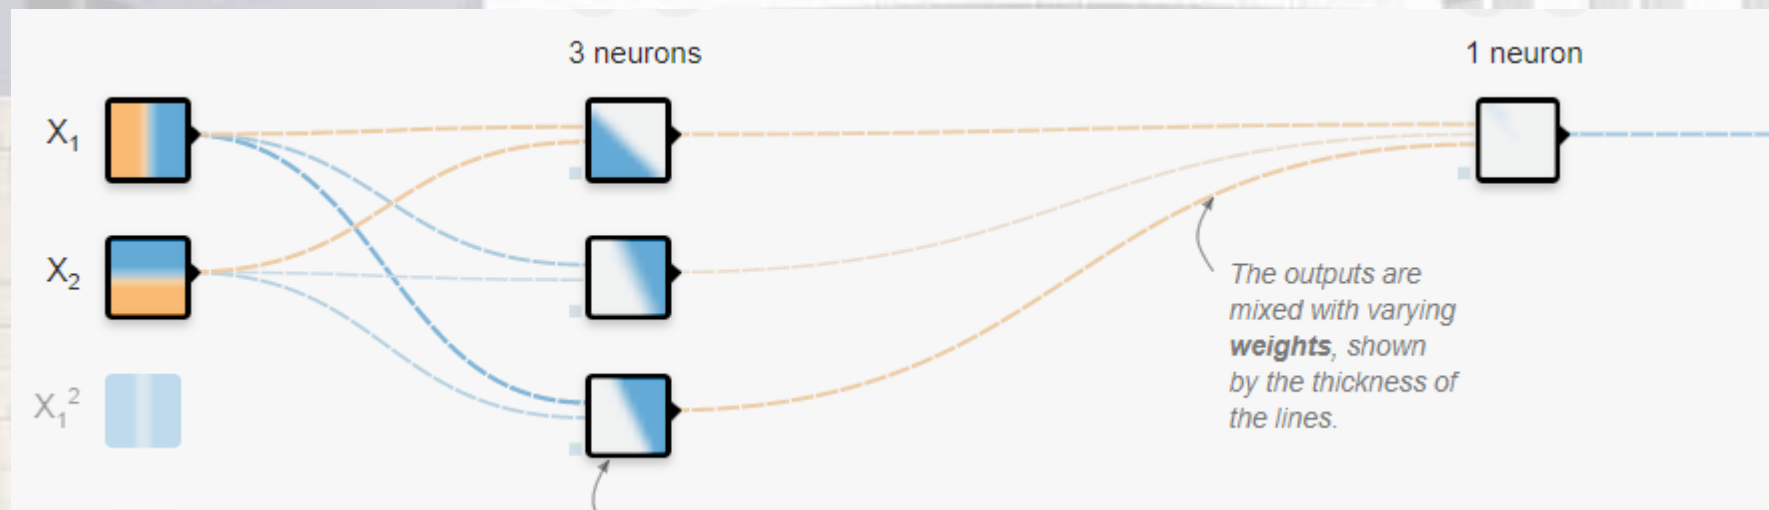 3 neurons
1 neuron
X₁
X₂
X₁²
The outputs are
mixed with varying
weights, shown
by the thickness of
the lines.